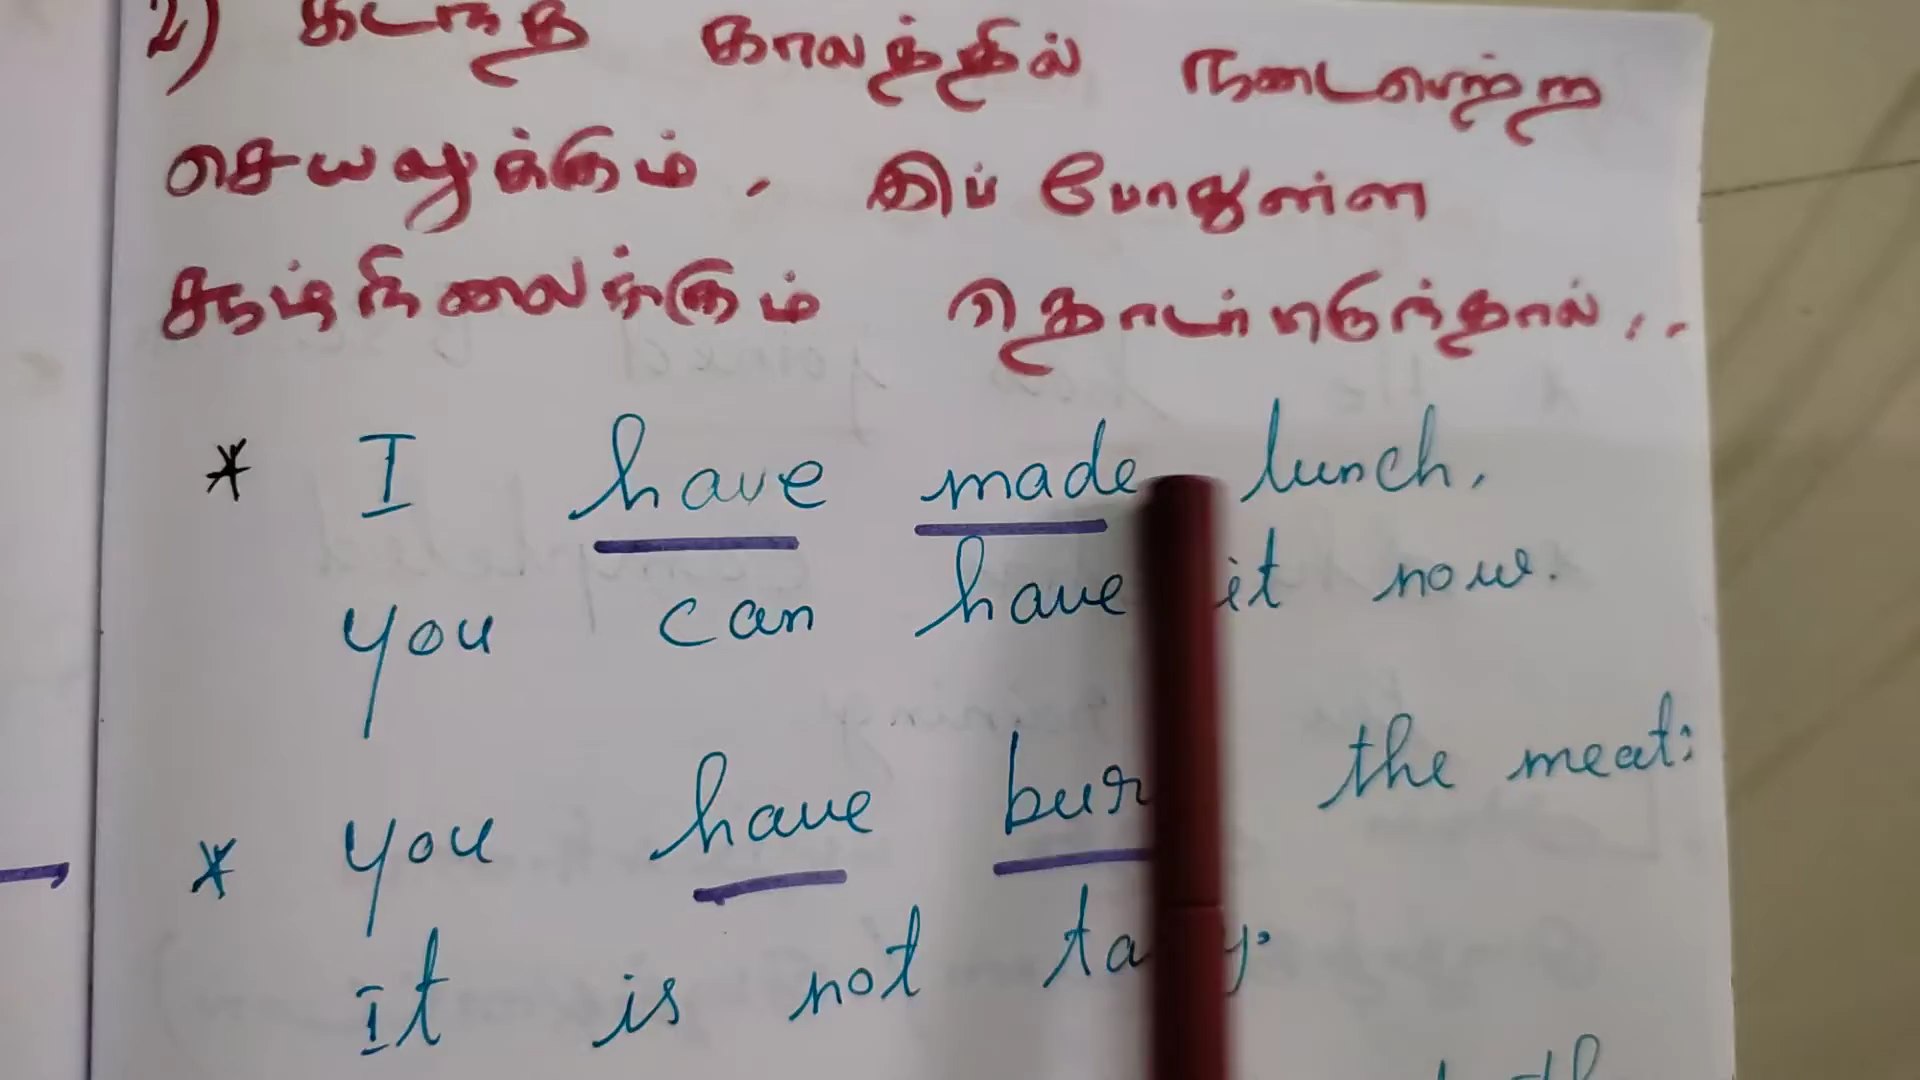 2) கடந்த காலத்தில் நடைபெற்ற
செயலுக்கும், இப்போதுள்ள
சூழ்நிலைக்கும் தொடர்பிருந்தால்..
* I have made lunch.
you can have it now.
* you have the meat:
It is not